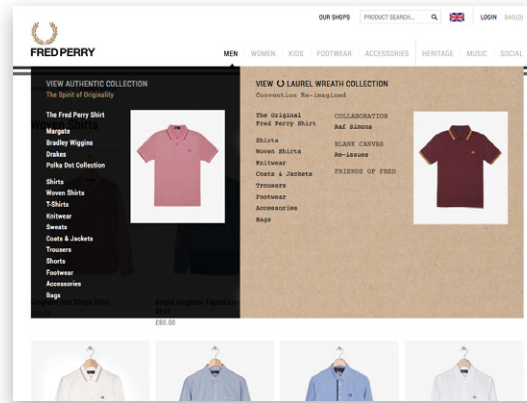 OUR SHOPS
PRODUCT SEARCH...
LOGIN
BAG(0)
FRED PERRY
MEN
WOMEN
KIDS
FOOTWEAR
ACCESSORIES
HERITAGE
MUSIC
SOCIAL
VIEW AUTHENTIC COLLECTION
The Spirit of Originality
The Fred Perry Shirt
Woven Shirts
Margate
Bradley Wiggins
Drakes
Polka Dot Collection
Shirts
Woven Shirts
T-Shirts
Knitwear
Sweats
Coats & Jackets
Trousers
Shorts
Footwear
Accessories
Bags
VIEW LAUREL WREATH COLLECTION
Convention Re-imagined
The Original
Fred Perry Shirt
Shirts
Woven Shirts
Knitwear
Coats & Jackets
Trousers
Footwear
Accessories
Bags
COLLABORATION
Raf Simons
BLANK CANVAS
Re-issues
FRIENDS OF FRED
£80.00